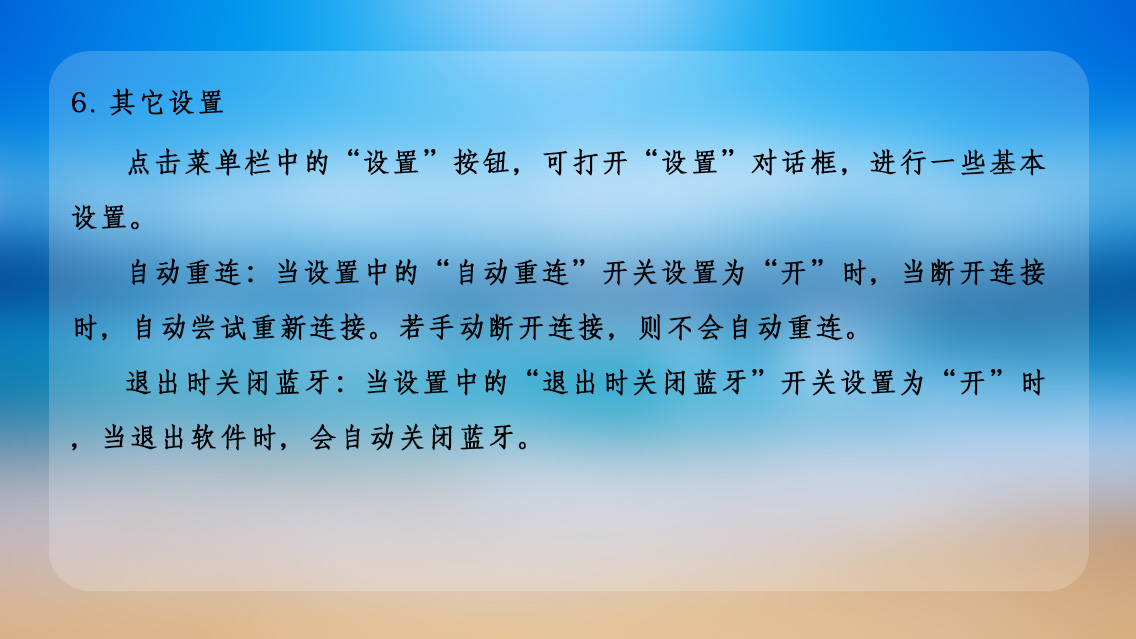 6. 其它设置
点击菜单栏中的“设置”按钮，可打开“设置”对话框，进行一些基本
设置。
自动重连：当设置中的“自动重连”开关设置为“开”时，当断开连接
时，自动尝试重新连接。若手动断开连接，则不会自动重连。
退出时关闭蓝牙：当设置中的“退出时关闭蓝牙”开关设置为“开”时
，当退出软件时，会自动关闭蓝牙。